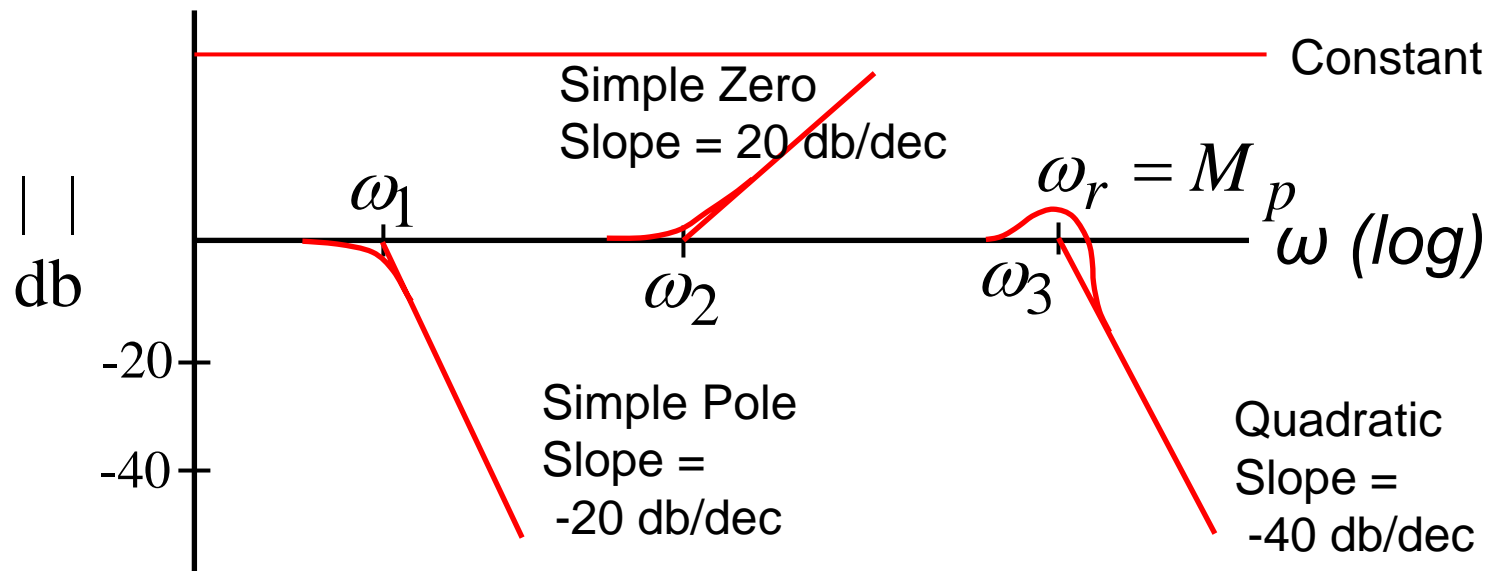 Constant
Simple Zero
Slope = 20 db/dec
| |
db
ω₁
ω₂
ωᵣ = M ₚ
ω₃
ω (log)
-20
-40
Simple Pole
Slope =
-20 db/dec
Quadratic
Slope =
-40 db/dec